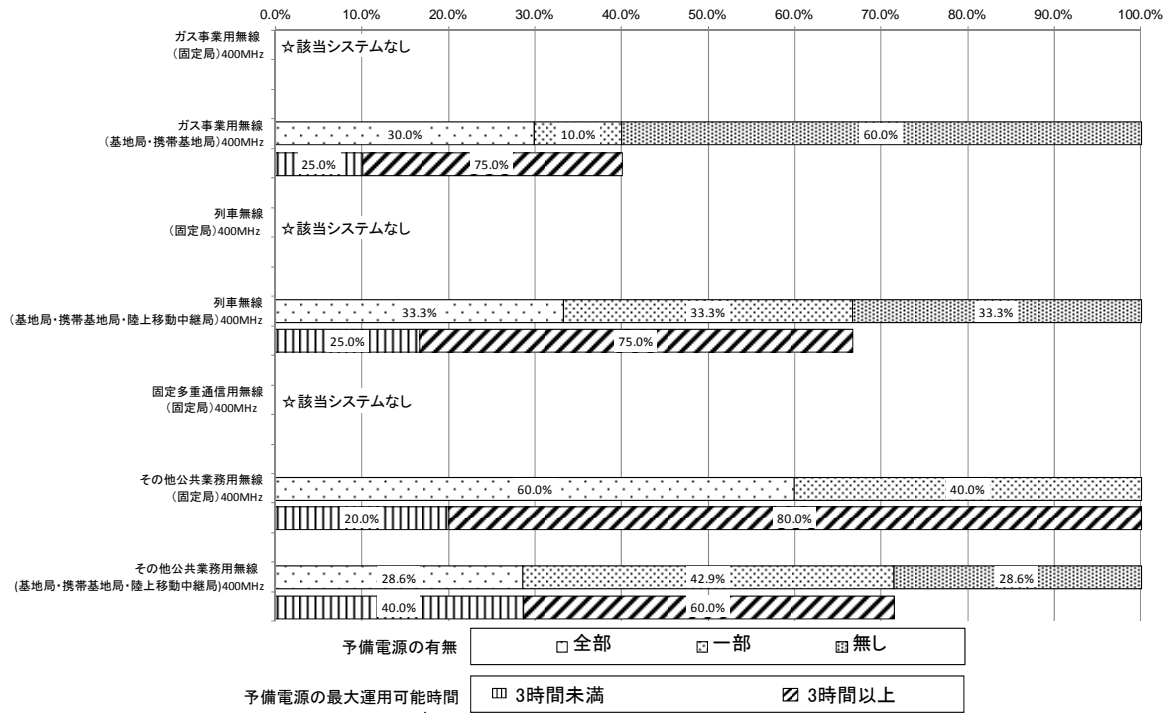 0.0% 10.0% 20.0% 30.0% 40.0% 50.0% 60.0% 70.0% 80.0% 90.0% 100.0%
ガス事業用無線
（固定局）400MHz
☆該当システムなし
ガス事業用無線
（基地局・携帯基地局）400MHz
30.0% 10.0% 60.0%
25.0% 75.0%
列車無線
（固定局）400MHz
☆該当システムなし
列車無線
（基地局・携帯基地局・陸上移動中継局）400MHz
33.3% 33.3% 33.3%
25.0% 75.0%
固定多重通信用無線
（固定局）400MHz
☆該当システムなし
その他公共業務用無線
（固定局）400MHz
60.0% 40.0%
20.0% 80.0%
その他公共業務用無線
(基地局・携帯基地局・陸上移動中継局)400MHz
28.6% 42.9% 28.6%
40.0% 60.0%
予備電源の有無 全部 一部 無し
予備電源の最大運用可能時間 3時間未満 3時間以上